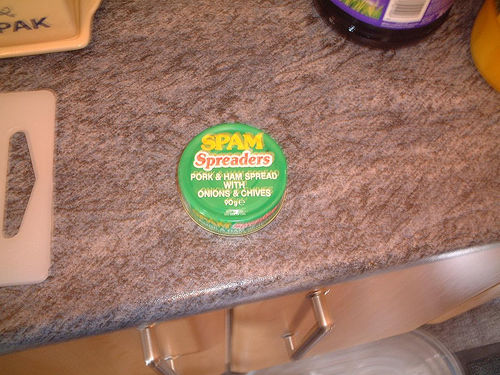 PAK
SPAM
Spreaders
PORK & HAM SPREAD
WITH
ONIONS & CHIVES
90g e